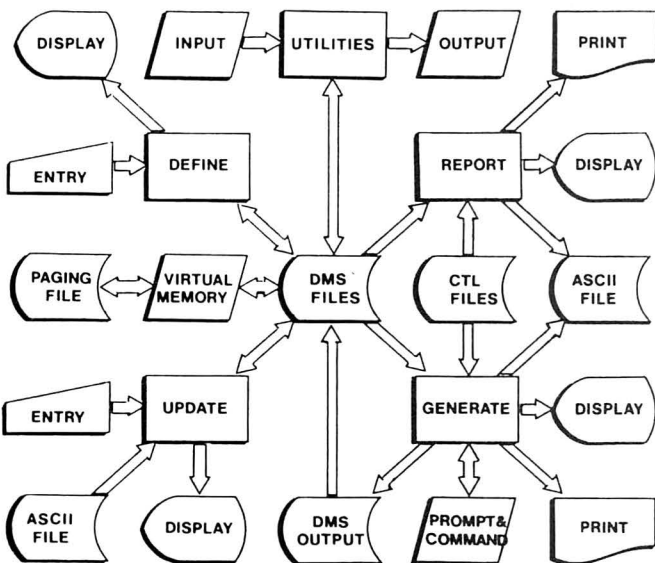 DISPLAY
INPUT
UTILITIES
OUTPUT
PRINT
ENTRY
DEFINE
REPORT
DISPLAY
PAGING
FILE
VIRTUAL
MEMORY
DMS
FILES
CTL
FILES
ASCII
FILE
ENTRY
UPDATE
GENERATE
DISPLAY
ASCII
FILE
DISPLAY
DMS
OUTPUT
PROMPT&
COMMAND
PRINT